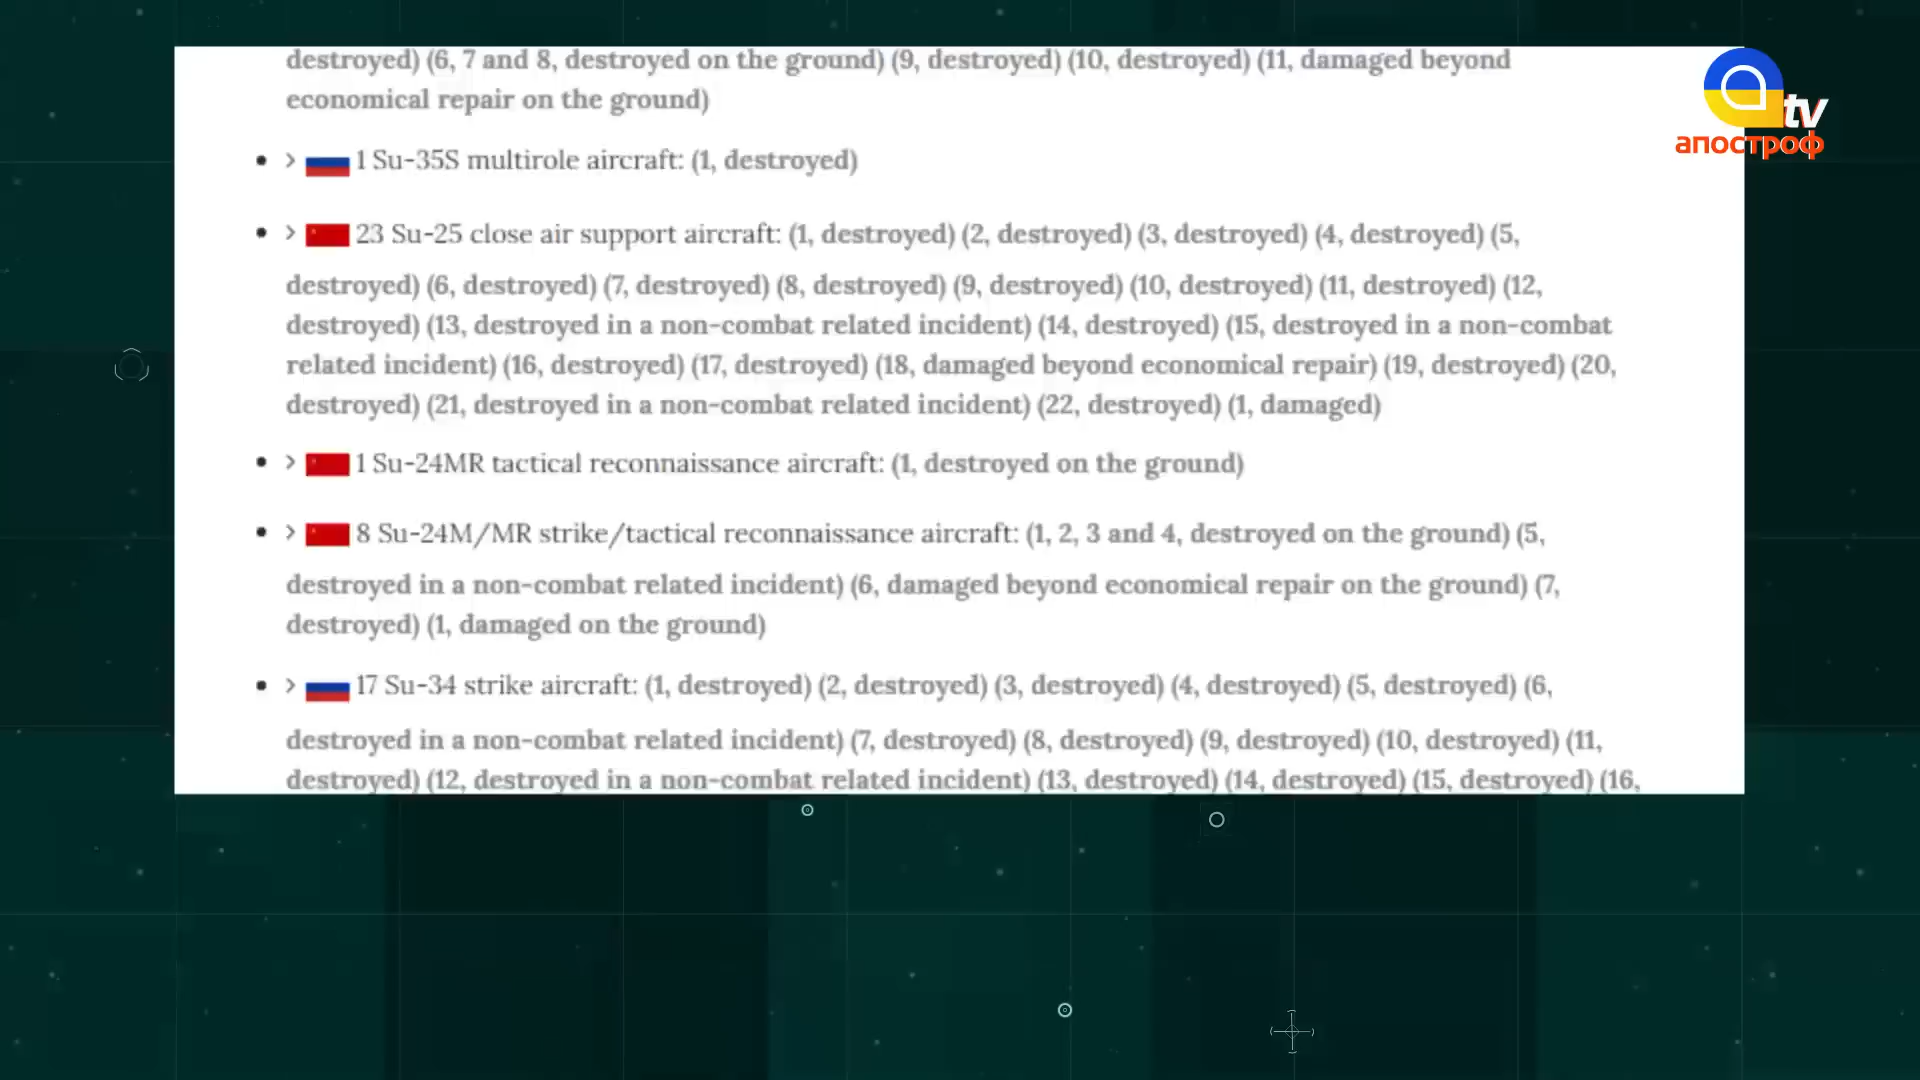 destroyed) (6, 7 and 8, destroyed on the ground) (9, destroyed) (10, destroyed) (11, damaged beyond
economical repair on the ground)
1 Su-35S multirole aircraft: (1, destroyed)
23 Su-25 close air support aircraft: (1, destroyed) (2, destroyed) (3, destroyed) (4, destroyed) (5,
destroyed) (6, destroyed) (7, destroyed) (8, destroyed) (9, destroyed) (10, destroyed) (11, destroyed) (12,
destroyed) (13, destroyed in a non-combat related incident) (14, destroyed) (15, destroyed in a non-combat
related incident) (16, destroyed) (17, destroyed) (18, damaged beyond economical repair) (19, destroyed) (20,
destroyed) (21, destroyed in a non-combat related incident) (22, destroyed) (1, damaged)
1 Su-24MR tactical reconnaissance aircraft: (1, destroyed on the ground)
8 Su-24M/MR strike/tactical reconnaissance aircraft: (1, 2, 3 and 4, destroyed on the ground) (5,
destroyed in a non-combat related incident) (6, damaged beyond economical repair on the ground) (7,
destroyed) (1, damaged on the ground)
17 Su-34 strike aircraft: (1, destroyed) (2, destroyed) (3, destroyed) (4, destroyed) (5, destroyed) (6,
destroyed in a non-combat related incident) (7, destroyed) (8, destroyed) (9, destroyed) (10, destroyed) (11,
destroyed) (12, destroyed in a non-combat related incident) (13, destroyed) (14, destroyed) (15, destroyed) (16,
tv
апостроф